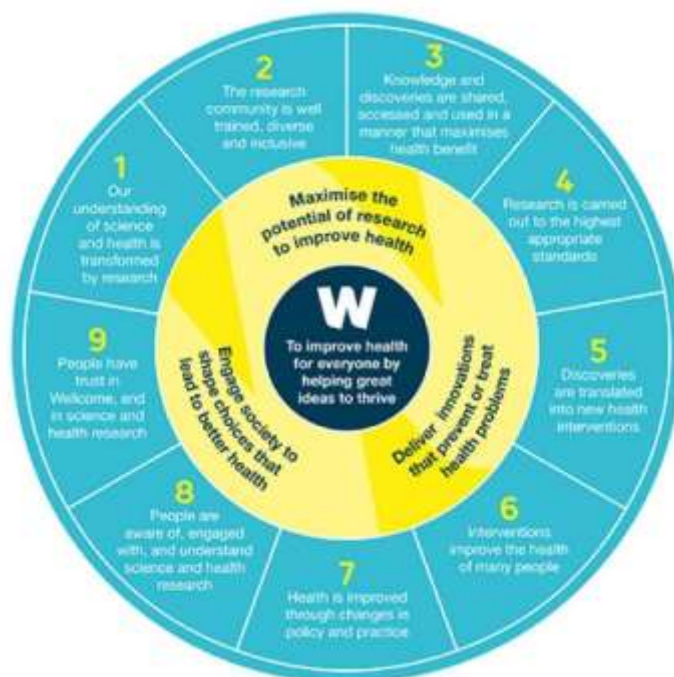 1
Our
understanding
of science
and health is
transformed
by research
2
The research
community is well
trained, diverse
and inclusive
3
Knowledge and
discoveries are shared,
accessed and used in a
manner that maximises
health benefit
4
Research is carried
out to the highest
appropriate
standards
5
Discoveries
are translated
into new health
interventions
6
Interventions
improve the health
of many people
7
Health is improved
through changes in
policy and practice
8
People are
aware of, engaged
with, and understand
science and health
research
9
People have
trust in
Wellcome, and
in science and
health research
Maximise the
potential of research
to improve health
Deliver innovations
that prevent or treat
health problems
Engage society to
shape choices that
lead to better health
W
To improve health
for everyone by
helping great
ideas to thrive